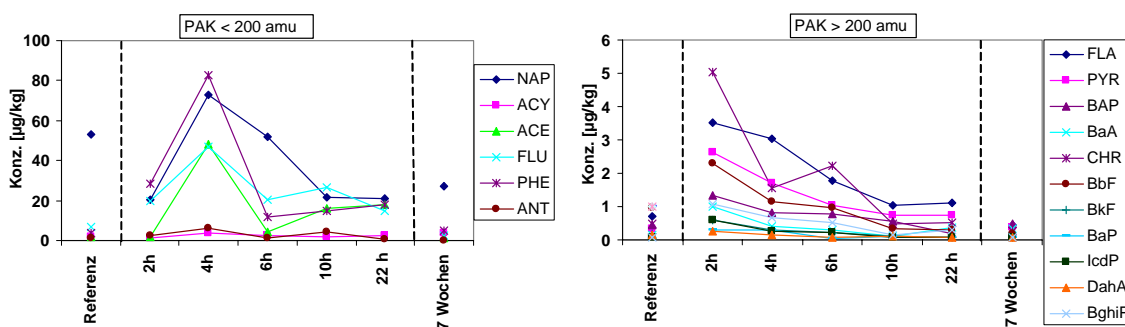 PAK < 200 amu
Konz. [µg/kg]
100
80
60
40
20
0
Referenz
2h
4h
6h
10h
22 h
7 Wochen
NAP
ACY
ACE
FLU
PHE
ANT
PAK > 200 amu
Konz. [µg/kg]
6
5
4
3
2
1
0
Referenz
2h
4h
6h
10h
22 h
7 Wochen
FLA
PYR
BAP
BaA
CHR
BbF
BkF
BaP
IcdP
DahA
BghiP